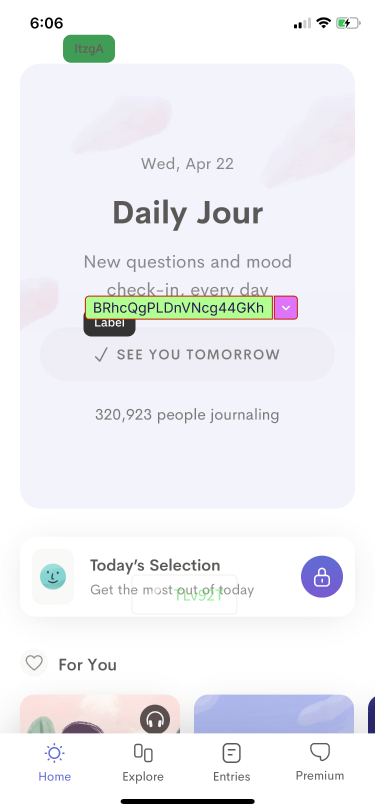 6:06
ItzgA
Wed, Apr 22
Daily Jour
New questions and mood
check-in, every day
BRhcQgPLDnVNcg44GKh
Label
SEE YOU TOMORROW
320,923 people journaling
Today's Selection
Get the most out of today
TLv92T
For You
Home
Explore
Entries
Premium